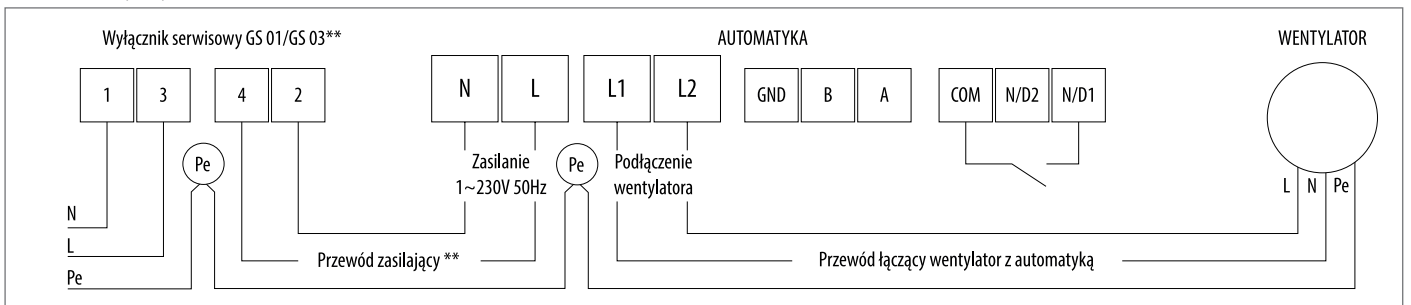 Wyłącznik serwisowy GS 01/GS 03**
AUTOMATYKA
WENTYLATOR
1 3 4 2 N L L1 L2 GND B A COM N/D2 N/D1
Pe Zasilanie Pe Podłączenie
1~230V 50Hz wentylatora
L N Pe
N
L
Przewód zasilający ** Przewód łączący wentylator z automatyką
Pe